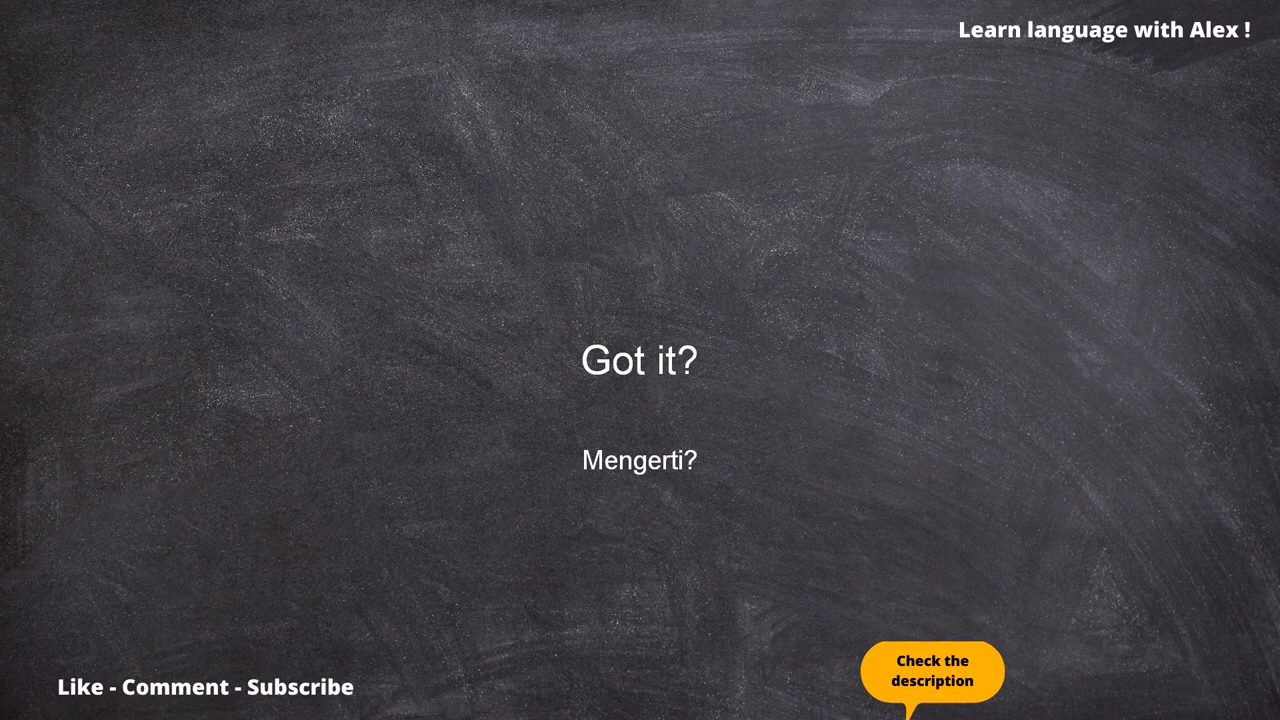 Learn language with Alex !
Got it?
Mengerti?
Check the
description
Like - Comment - Subscribe